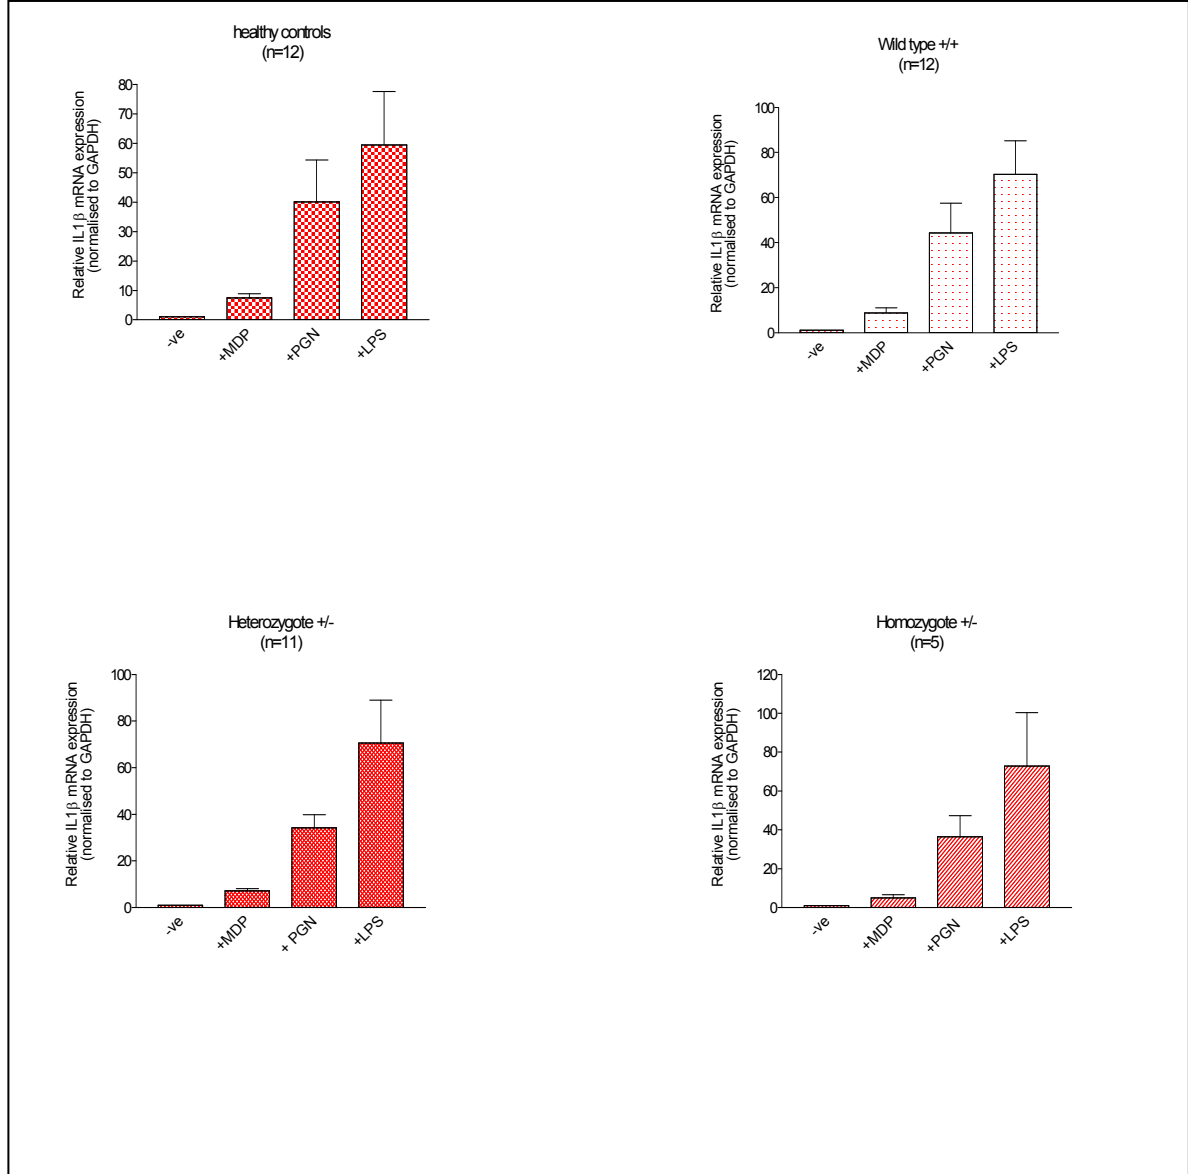 healthy controls
(n=12)
Relative IL1β mRNA expression
(normalised to GAPDH)
80
70
60
50
40
30
20
10
0
-ve
+MDP
+PGN
+LPS
Wild type +/+
(n=12)
Relative IL1β mRNA expression
(normalised to GAPDH)
100
80
60
40
20
0
-ve
+MDP
+PGN
+LPS
Heterozygote +/-
(n=11)
Relative IL1β mRNA expression
(normalised to GAPDH)
100
80
60
40
20
0
-ve
+MDP
+ PGN
+LPS
Homozygote +/-
(n=5)
Relative IL1β mRNA expression
(normalised to GAPDH)
120
100
80
60
40
20
0
-ve
+MDP
+PGN
+LPS